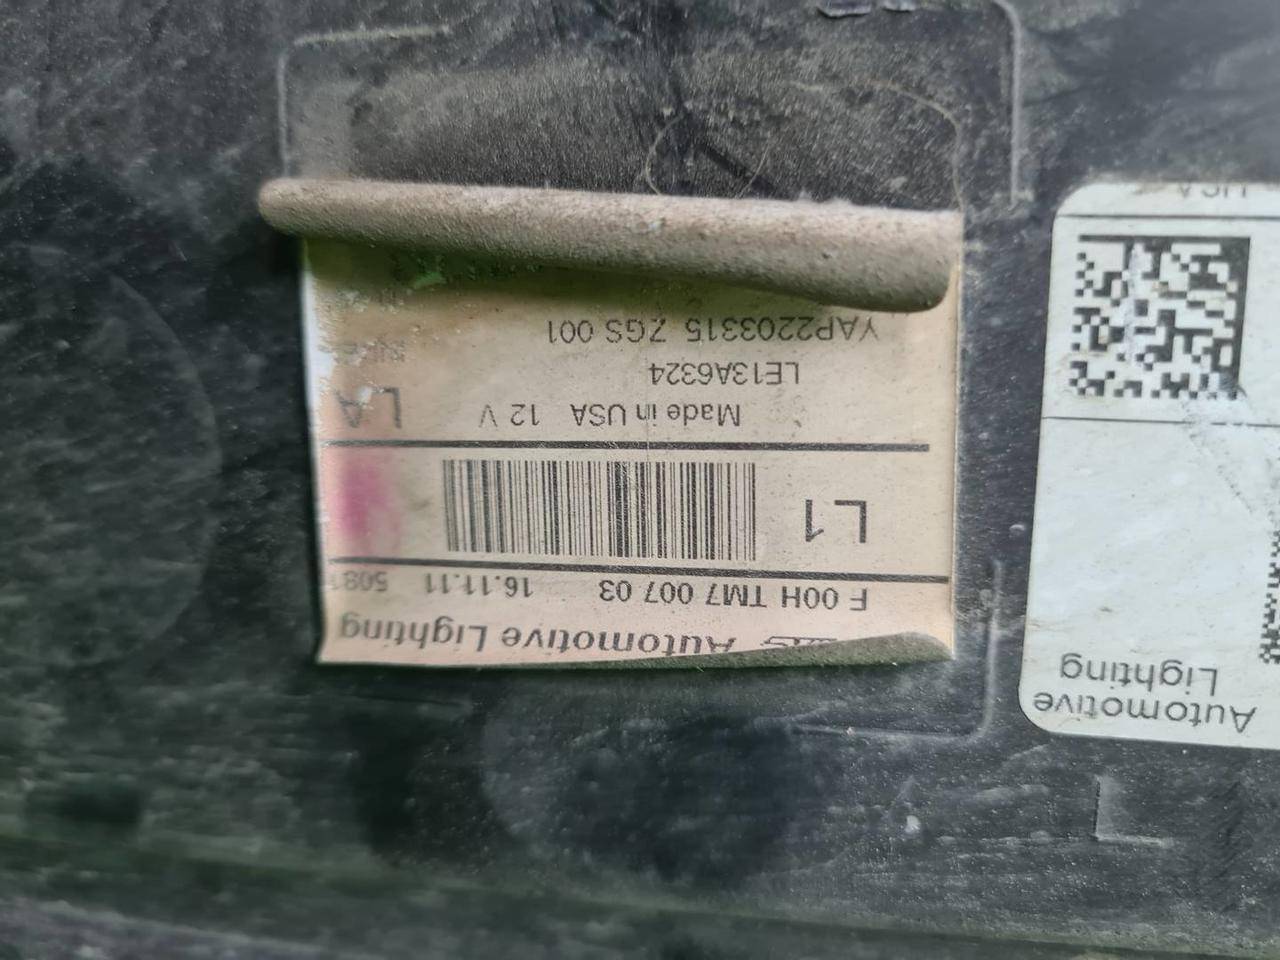 Automotive Lighting
F 00H TM7 007 03 16.11.11
L1
Made in USA 12 V LA
LE13A6324
YAP2203315 ZGS 001
Automotive
Lighting
USA
L